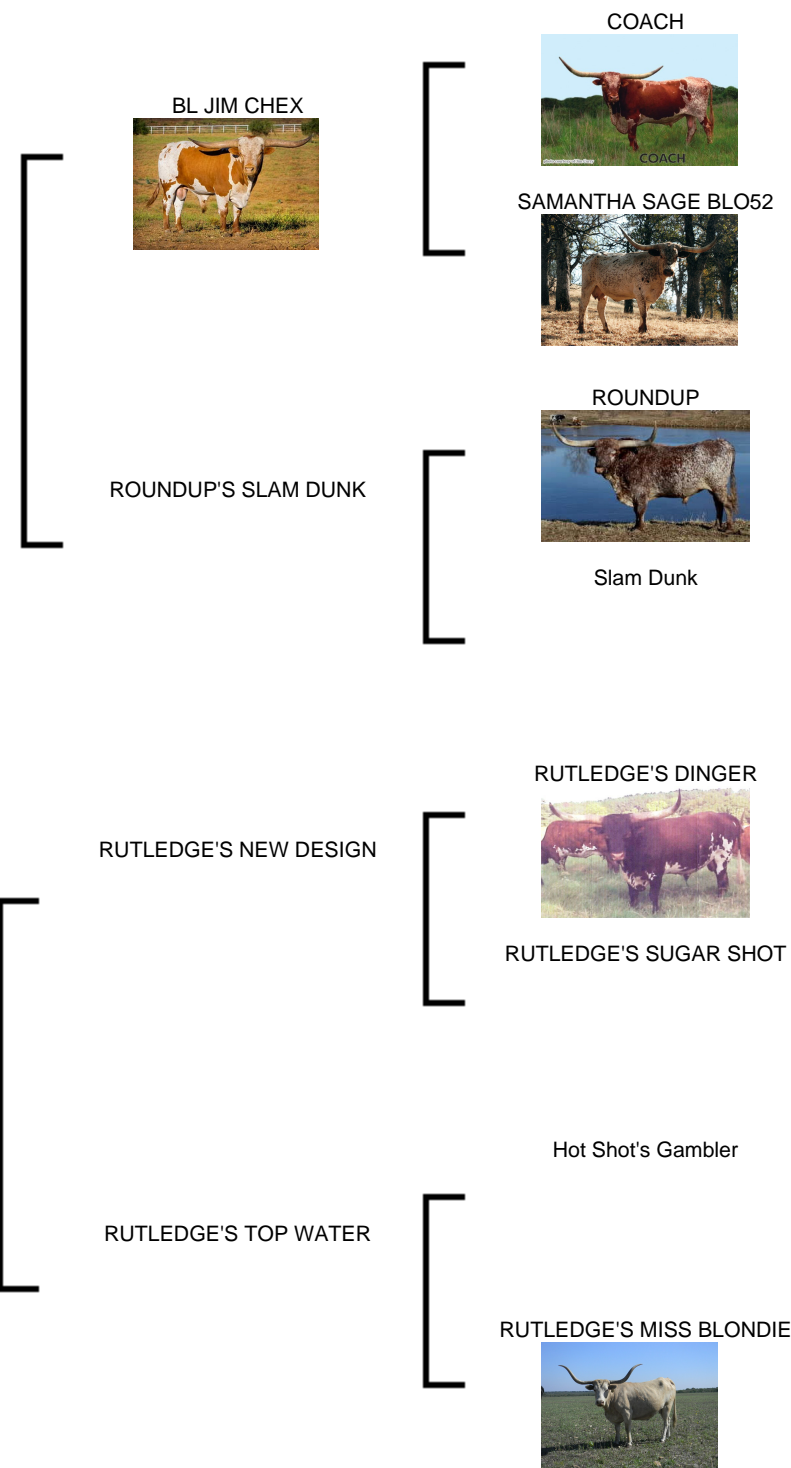 COACH
BL JIM CHEX
COACH
SAMANTHA SAGE BLO52
ROUNDUP
ROUNDUP'S SLAM DUNK
Slam Dunk
RUTLEDGE'S DINGER
RUTLEDGE'S NEW DESIGN
RUTLEDGE'S SUGAR SHOT
Hot Shot's Gambler
RUTLEDGE'S TOP WATER
RUTLEDGE'S MISS BLONDIE